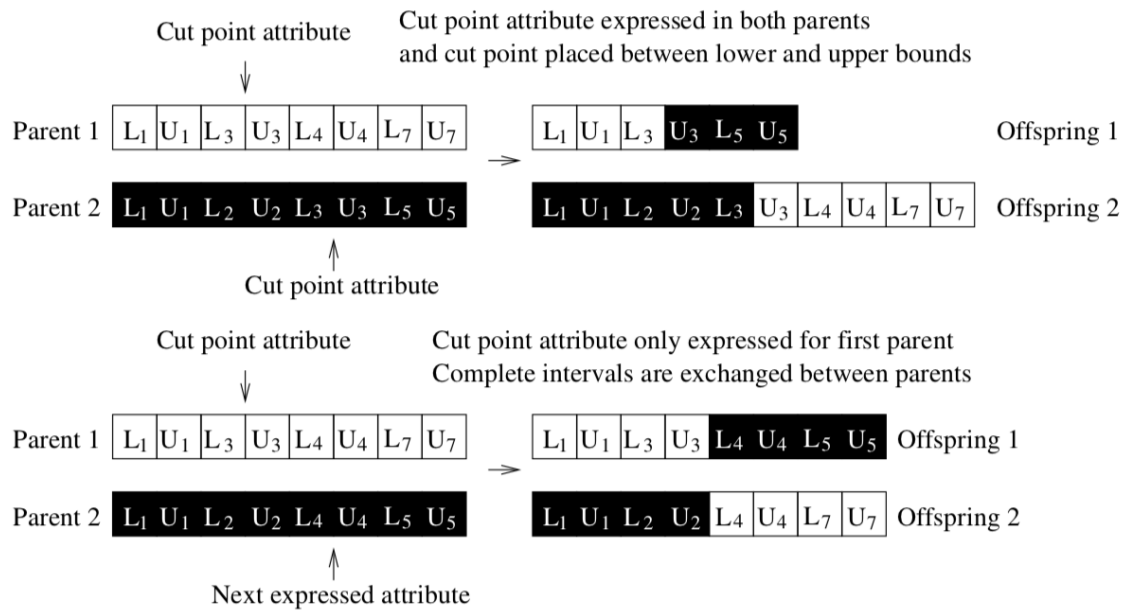 Cut point attribute
Cut point attribute expressed in both parents
and cut point placed between lower and upper bounds
Parent 1 L₁ U₁ L₃ U₃ L₄ U₄ L₇ U₇ L₁ U₁ L₃ U₃ L₅ U₅ Offspring 1
Parent 2 L₁ U₁ L₂ U₂ L₃ U₃ L₅ U₅ L₁ U₁ L₂ U₂ L₃ U₃ L₄ U₄ L₇ U₇ Offspring 2
Cut point attribute
Cut point attribute
Cut point attribute only expressed for first parent
Complete intervals are exchanged between parents
Parent 1 L₁ U₁ L₃ U₃ L₄ U₄ L₇ U₇ L₁ U₁ L₃ U₃ L₄ U₄ L₅ U₅ Offspring 1
Parent 2 L₁ U₁ L₂ U₂ L₄ U₄ L₅ U₅ L₁ U₁ L₂ U₂ L₄ U₄ L₇ U₇ Offspring 2
Next expressed attribute